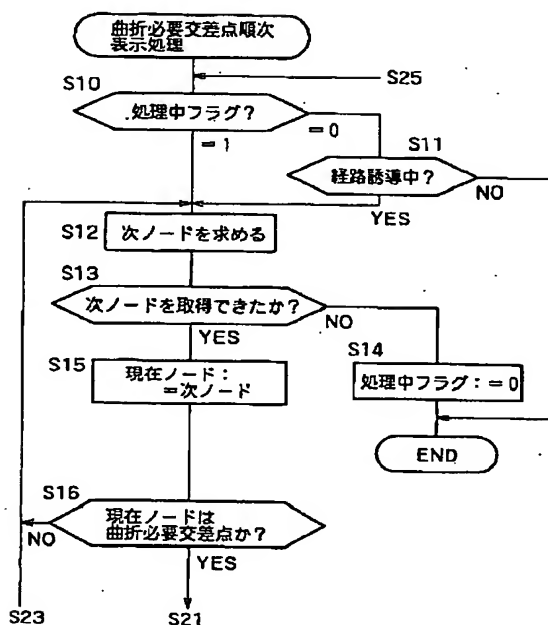 曲折必要交差点順次
表示処理
S25
S10
処理中フラグ?
=0
=1
S11
経路誘導中?
NO
YES
S12
次ノードを求める
S13
次ノードを取得できたか?
NO
YES
S14
処理中フラグ:=0
S15
現在ノード:
=次ノード
END
S16
現在ノードは
曲折必要交差点か?
NO
YES
S23
S21